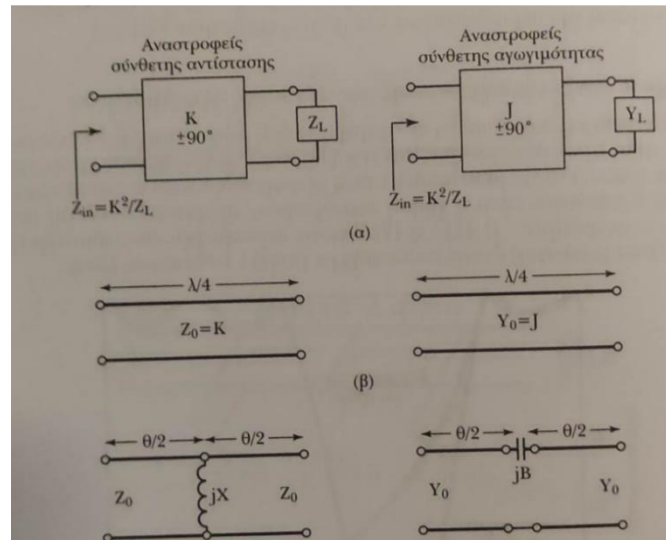 Αναστροφείς
σύνθετης αντίστασης
K
±90°
Z_L
Z_in=K²/Z_L
Αναστροφείς
σύνθετης αγωγιμότητας
J
±90°
Y_L
Z_in=K²/Z_L
(α)
λ/4
Z₀=K
λ/4
Y₀=J
(β)
θ/2
θ/2
Z₀
jX
Z₀
θ/2
θ/2
Y₀
jB
Y₀